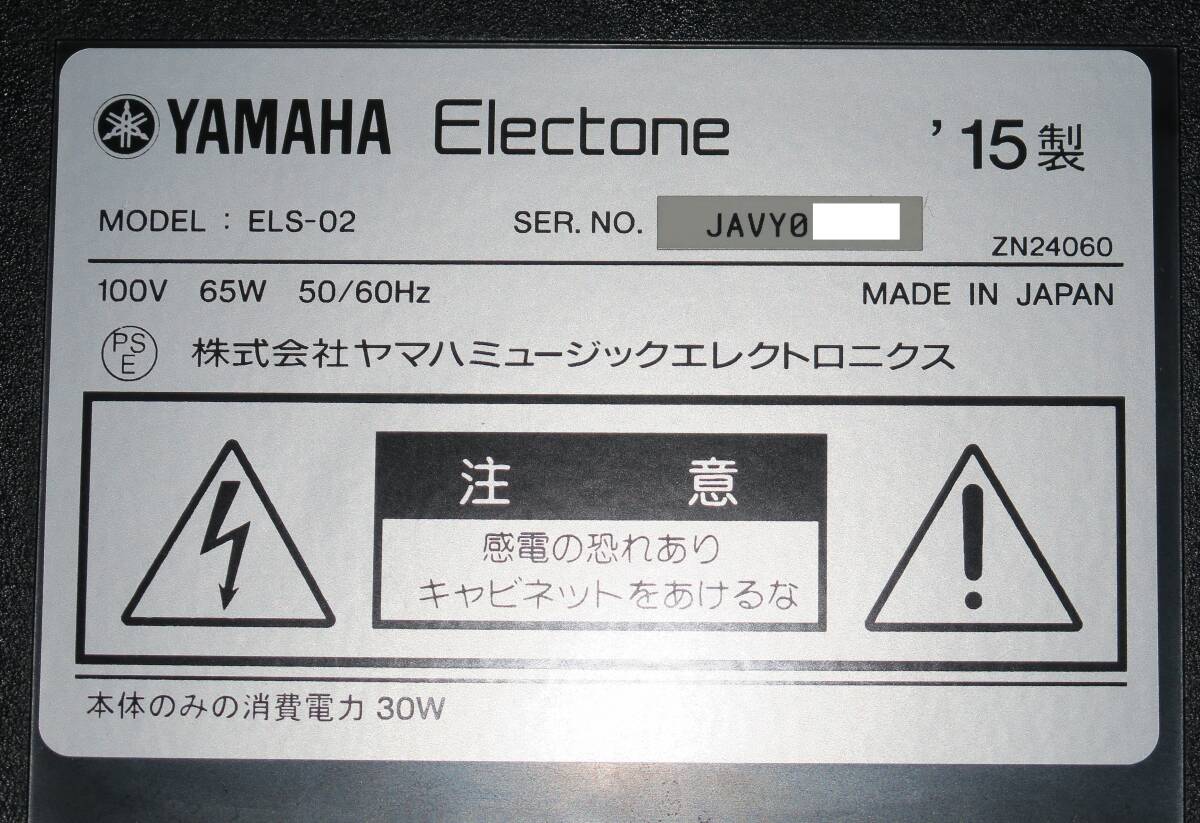 YAMAHA Electone '15製
MODEL : ELS-02 SER. NO. JAVY0
ZN24060
100V 65W 50/60Hz MADE IN JAPAN
PSE 株式会社ヤマハミュージックエレクトロニクス
注 意
感電の恐れあり
キャビネットをあけるな
本体のみの消費電力 30W